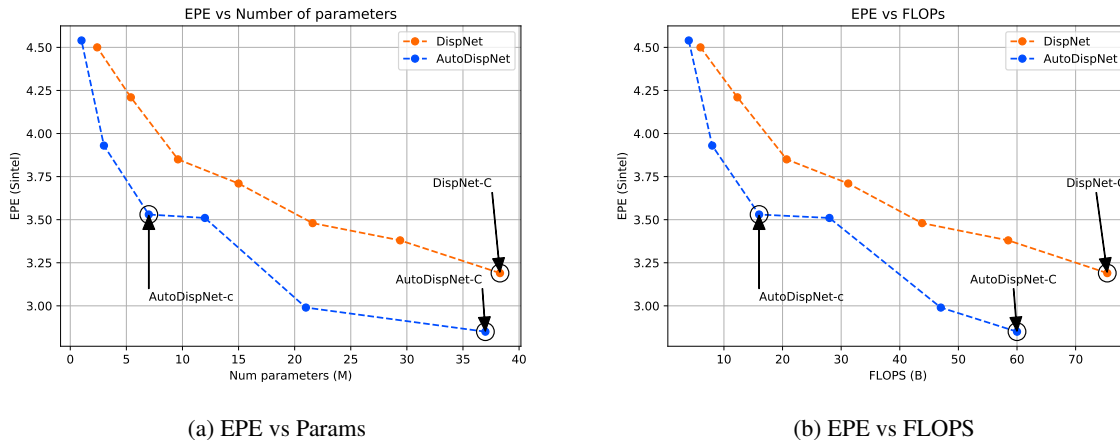 EPE vs Number of parameters
4.50
4.25
4.00
3.75
3.50
3.25
3.00
EPE (Sintel)
DispNet
AutoDispNet
DispNet-C
AutoDispNet-C
AutoDispNet-c
0 5 10 15 20 25 30 35 40
Num parameters (M)
(a) EPE vs Params
EPE vs FLOPs
4.50
4.25
4.00
3.75
3.50
3.25
3.00
EPE (Sintel)
DispNet
AutoDispNet
DispNet-C
AutoDispNet-C
AutoDispNet-c
10 20 30 40 50 60 70
FLOPS (B)
(b) EPE vs FLOPS